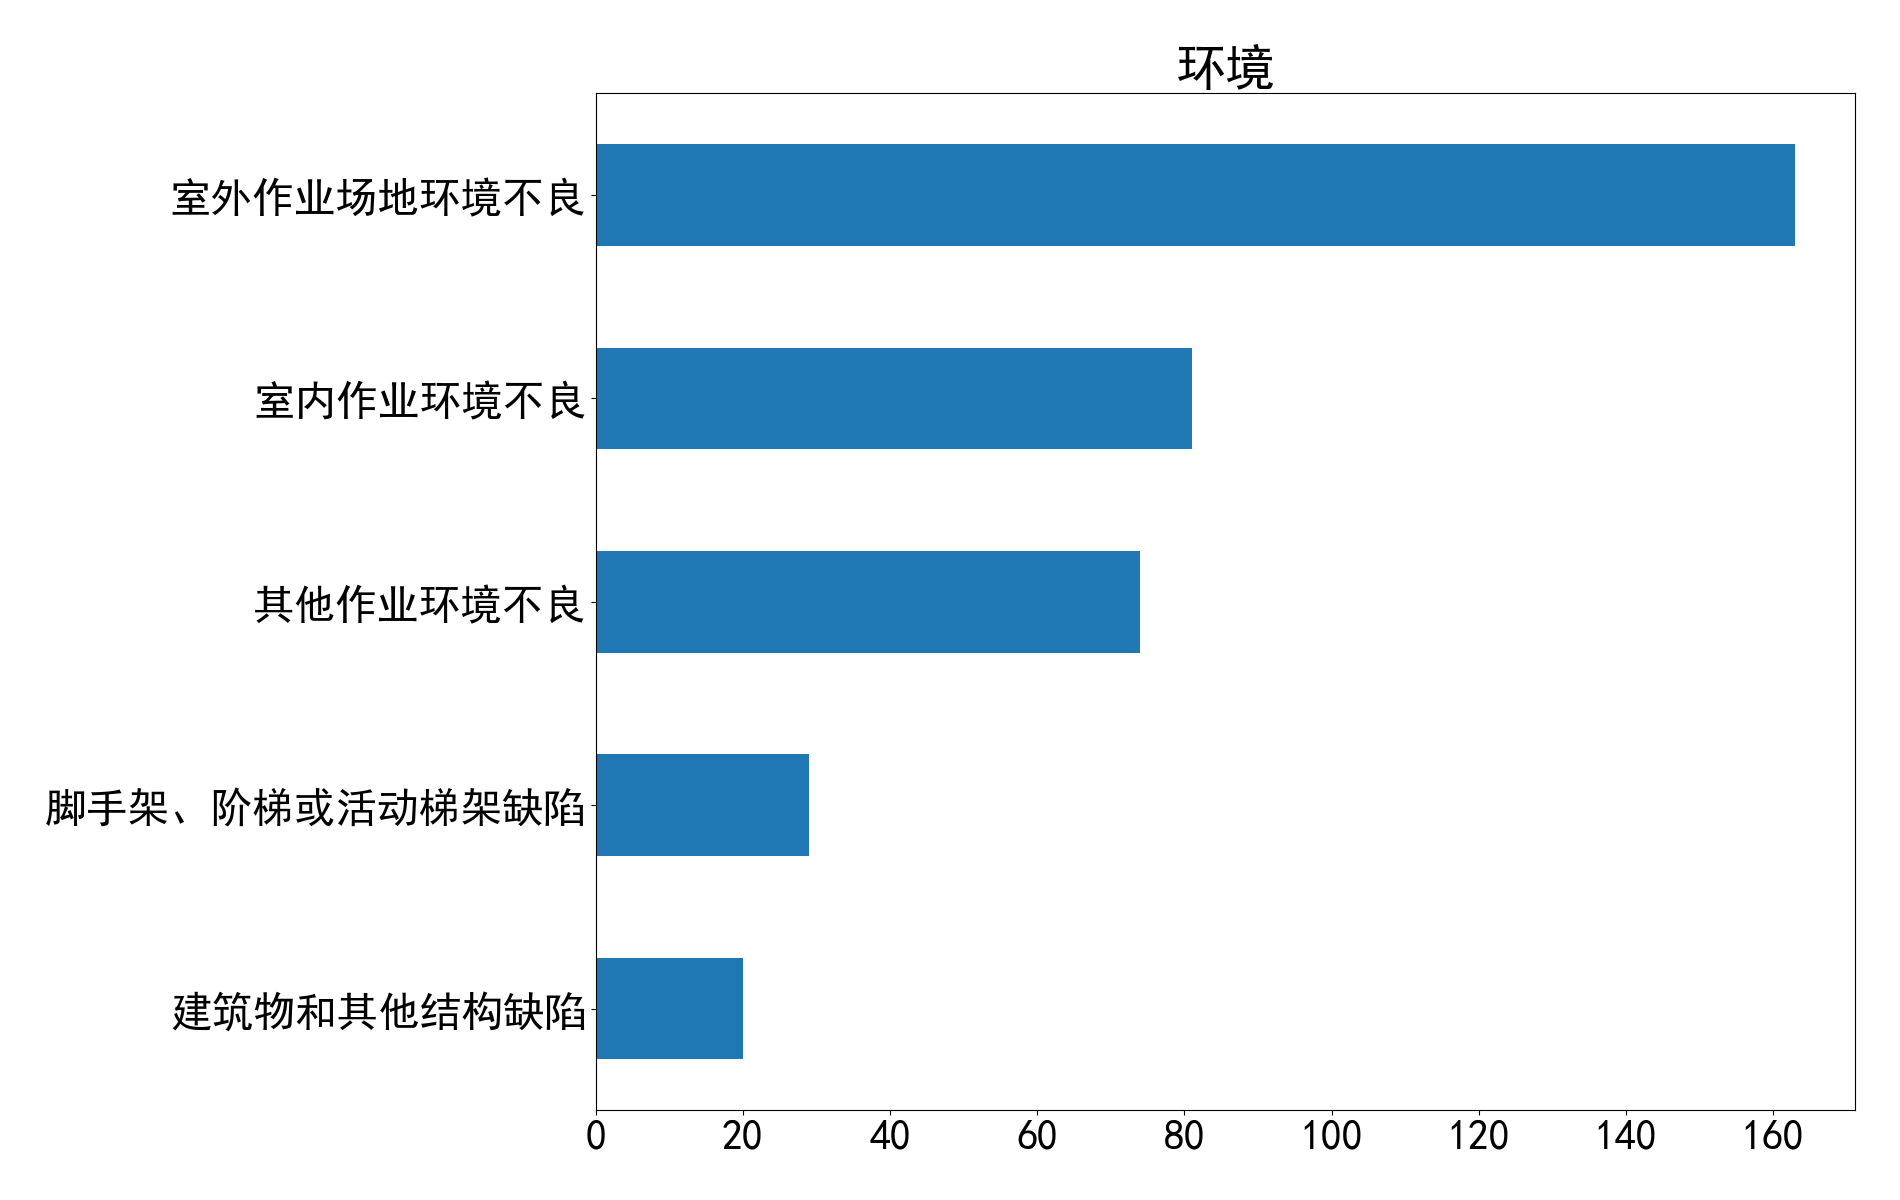 环境
室外作业场地环境不良
室内作业环境不良
其他作业环境不良
脚手架、阶梯或活动梯架缺陷
建筑物和其他结构缺陷
0 20 40 60 80 100 120 140 160